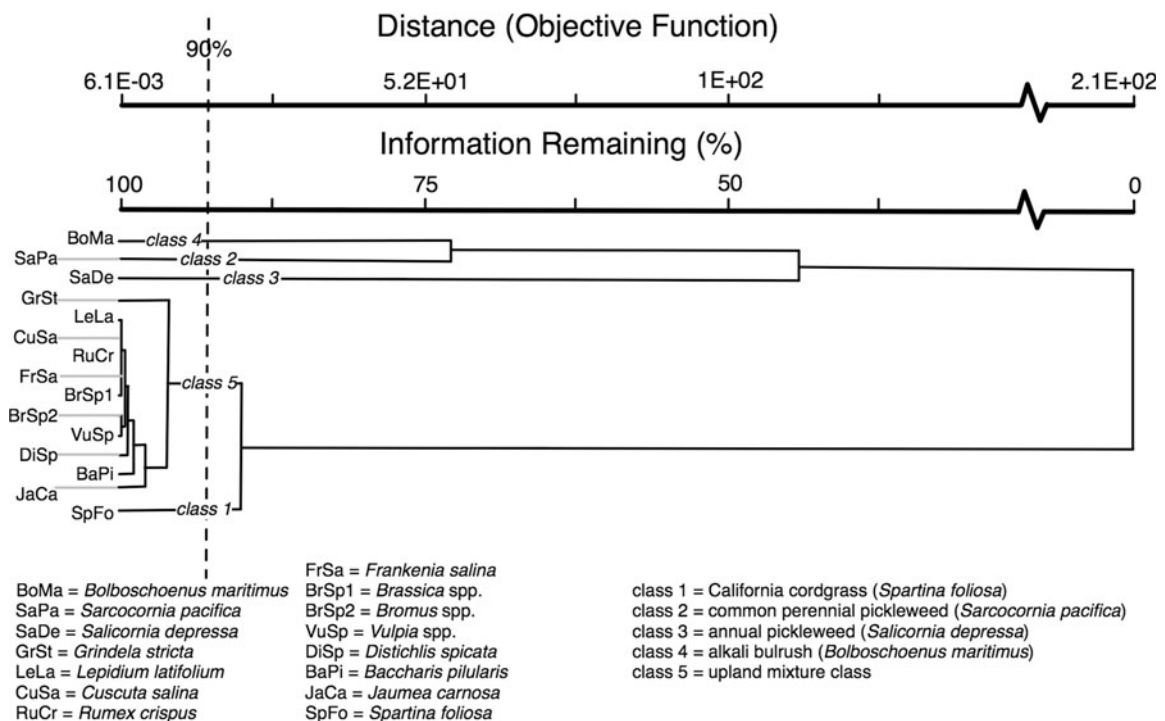 Distance (Objective Function)
90%
6.1E-03 5.2E+01 1E+02 2.1E+02
Information Remaining (%)
100 75 50 0
BoMa class 4
SaPa class 2
SaDe class 3
GrSt
LeLa
CuSa
RuCr
FrSa
class 5
BrSp1
BrSp2
VuSp
DiSp
BaPi
JaCa
SpFo class 1
BoMa = Bolboschoenus maritimus
SaPa = Sarcocornia pacifica
SaDe = Salicornia depressa
GrSt = Grindela stricta
LeLa = Lepidium latifolium
CuSa = Cuscuta salina
RuCr = Rumex crispus
FrSa = Frankenia salina
BrSp1 = Brassica spp.
BrSp2 = Bromus spp.
VuSp = Vulpia spp.
DiSp = Distichlis spicata
BaPi = Baccharis pilularis
JaCa = Jaumea carnosa
SpFo = Spartina foliosa
class 1 = California cordgrass (Spartina foliosa)
class 2 = common perennial pickleweed (Sarcocornia pacifica)
class 3 = annual pickleweed (Salicornia depressa)
class 4 = alkali bulrush (Bolboschoenus maritimus)
class 5 = upland mixture class